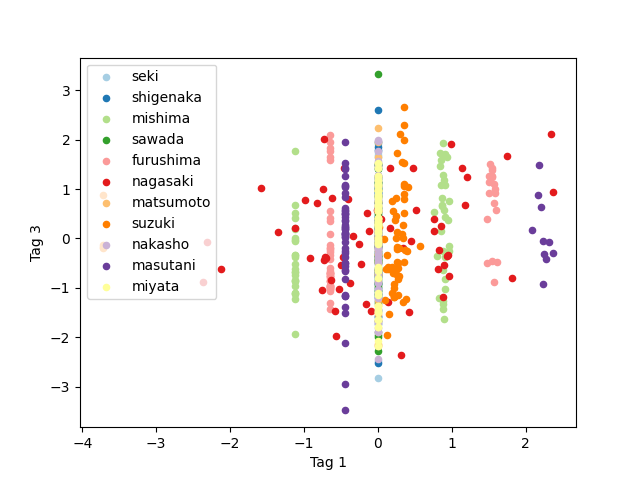 seki
shigenaka
mishima
sawada
furushima
nagasaki
matsumoto
suzuki
nakasho
masutani
miyata
3
2
1
0
−1
−2
−3
Tag 3
−4 −3 −2 −1 0 1 2
Tag 1